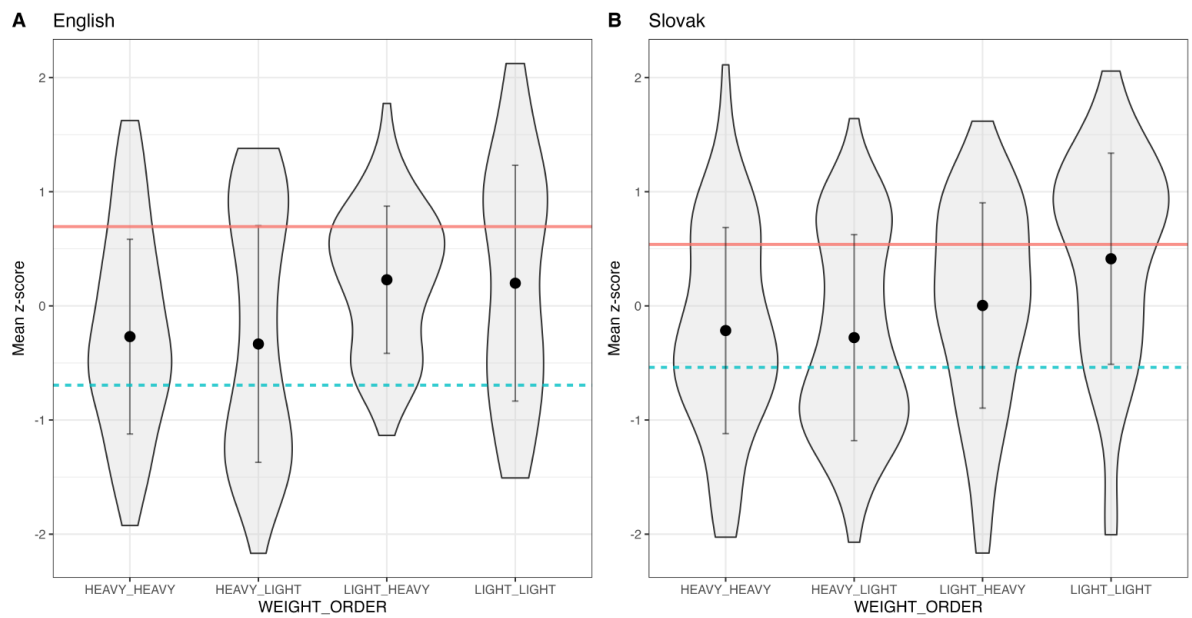 A English
2
1
0
-1
-2
Mean z-score
HEAVY_HEAVY HEAVY_LIGHT LIGHT_HEAVY LIGHT_LIGHT
WEIGHT_ORDER
B Slovak
2
1
0
-1
-2
Mean z-score
HEAVY_HEAVY HEAVY_LIGHT LIGHT_HEAVY LIGHT_LIGHT
WEIGHT_ORDER